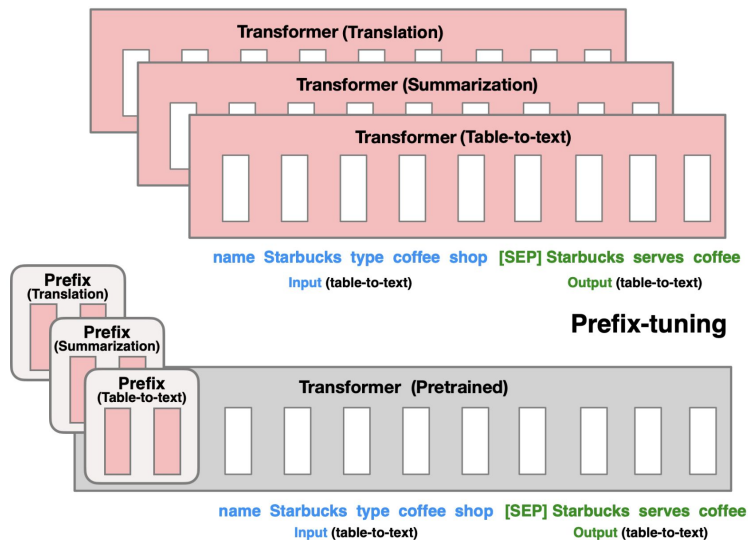 Transformer (Translation)
Transformer (Summarization)
Transformer (Table-to-text)
name Starbucks type coffee shop [SEP] Starbucks serves coffee
Input (table-to-text) Output (table-to-text)
Prefix-tuning
Prefix
(Translation)
Prefix
(Summarization)
Prefix
(Table-to-text)
Transformer (Pretrained)
name Starbucks type coffee shop [SEP] Starbucks serves coffee
Input (table-to-text) Output (table-to-text)